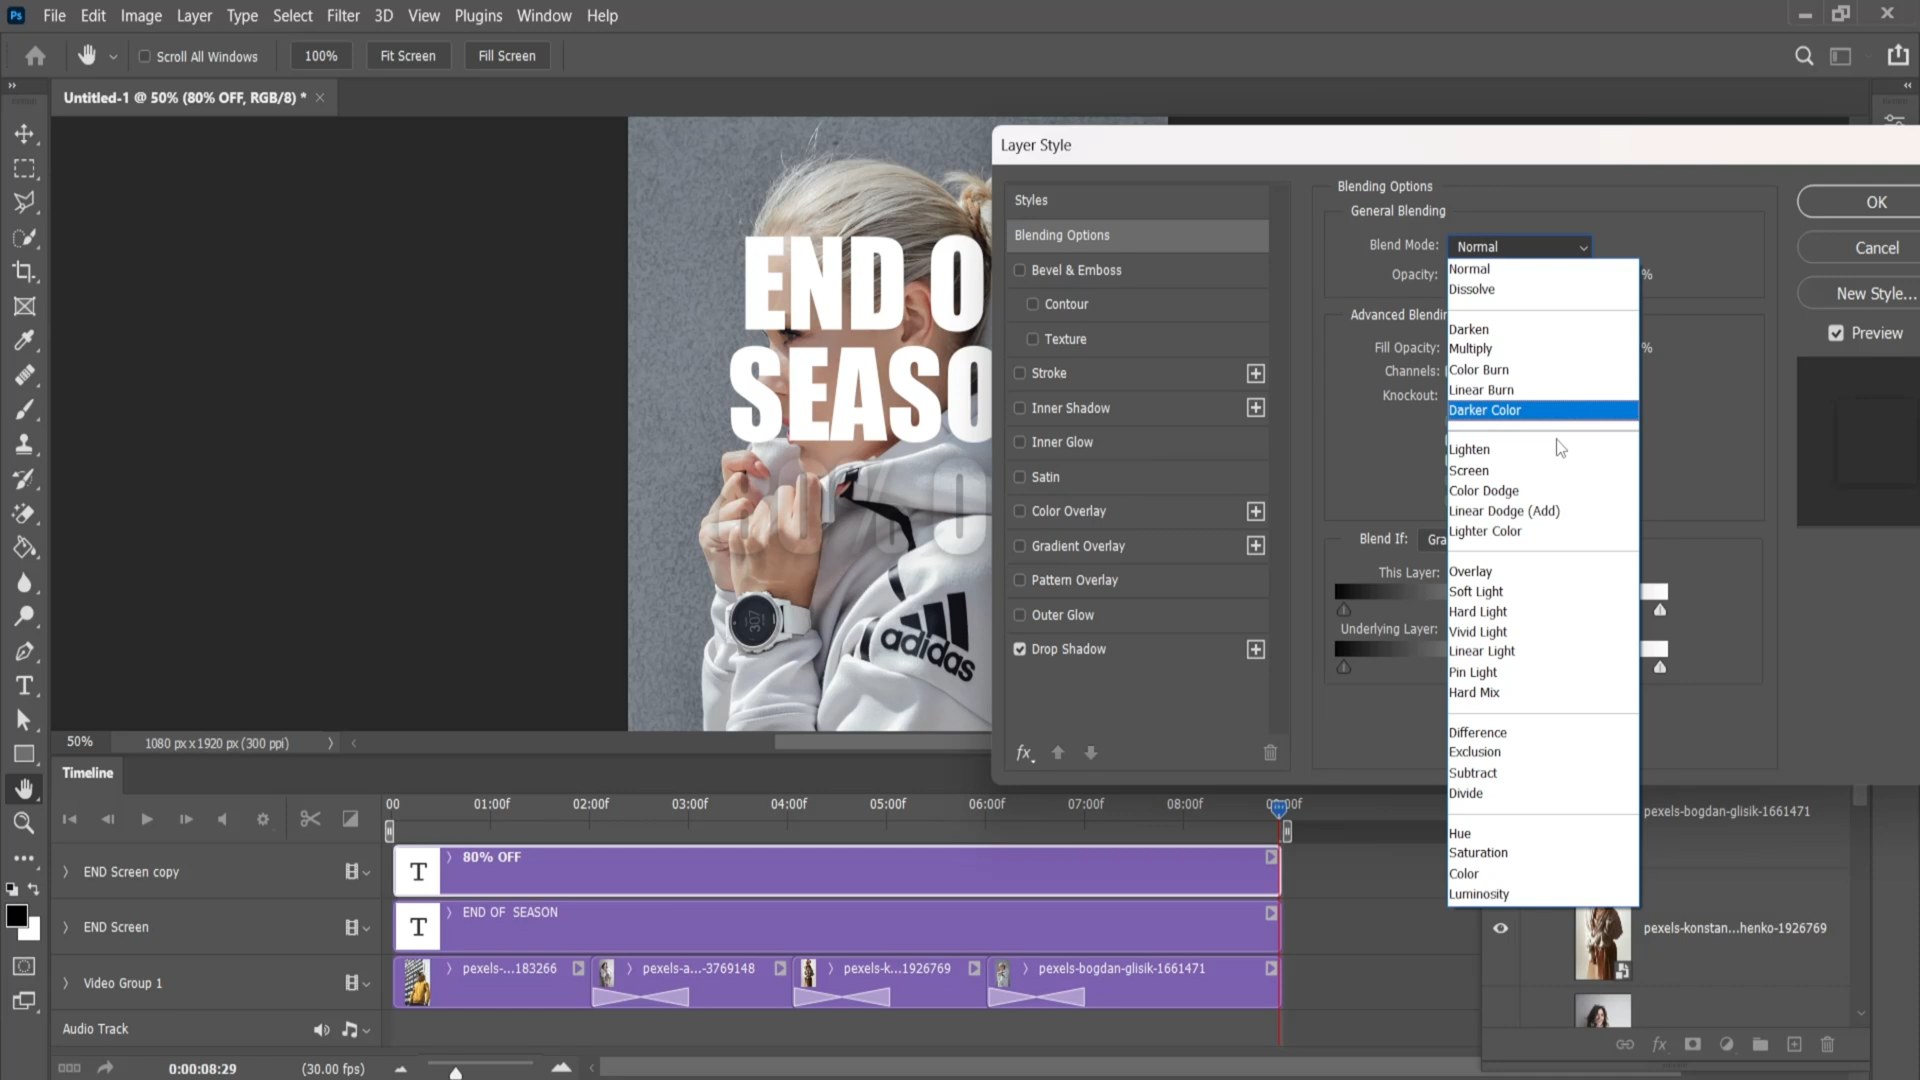 Ps File Edit Image Layer Type Select Filter 3D View Plugins Window Help
Scroll All Windows 100% Fit Screen Fill Screen
Untitled-1 @ 50% (80% OFF, RGB/8) *
Layer Style
Styles
Blending Options
Bevel & Emboss
Contour
Texture
Stroke
Inner Shadow
Inner Glow
Satin
Color Overlay
Gradient Overlay
Pattern Overlay
Outer Glow
Drop Shadow
fx
Blending Options
General Blending
Blend Mode: Normal
Opacity: %
Advanced Blendin
Fill Opacity: %
Channels:
Knockout:
Blend If: Gra
This Layer:
Underlying Layer:
Normal
Dissolve
Darken
Multiply
Color Burn
Linear Burn
Darker Color
Lighten
Screen
Color Dodge
Linear Dodge (Add)
Lighter Color
Overlay
Soft Light
Hard Light
Vivid Light
Linear Light
Pin Light
Hard Mix
Difference
Exclusion
Subtract
Divide
Hue
Saturation
Color
Luminosity
OK
Cancel
New Style...
Preview
END O
SEASO
80% O
307
adidas
50% 1080 px x 1920 px (300 ppi)
Timeline
00 01:00f 02:00f 03:00f 04:00f 05:00f 06:00f 07:00f 08:00f 09:00f
END Screen copy T 80% OFF
END Screen T END OF SEASON
Video Group 1 pexels-...183266 pexels-a...-3769148 pexels-k...1926769 pexels-bogdan-glisik-1661471
Audio Track
0:00:08:29 (30.00 fps)
pexels-bogdan-glisik-1661471
pexels-konstan...henko-1926769
fx